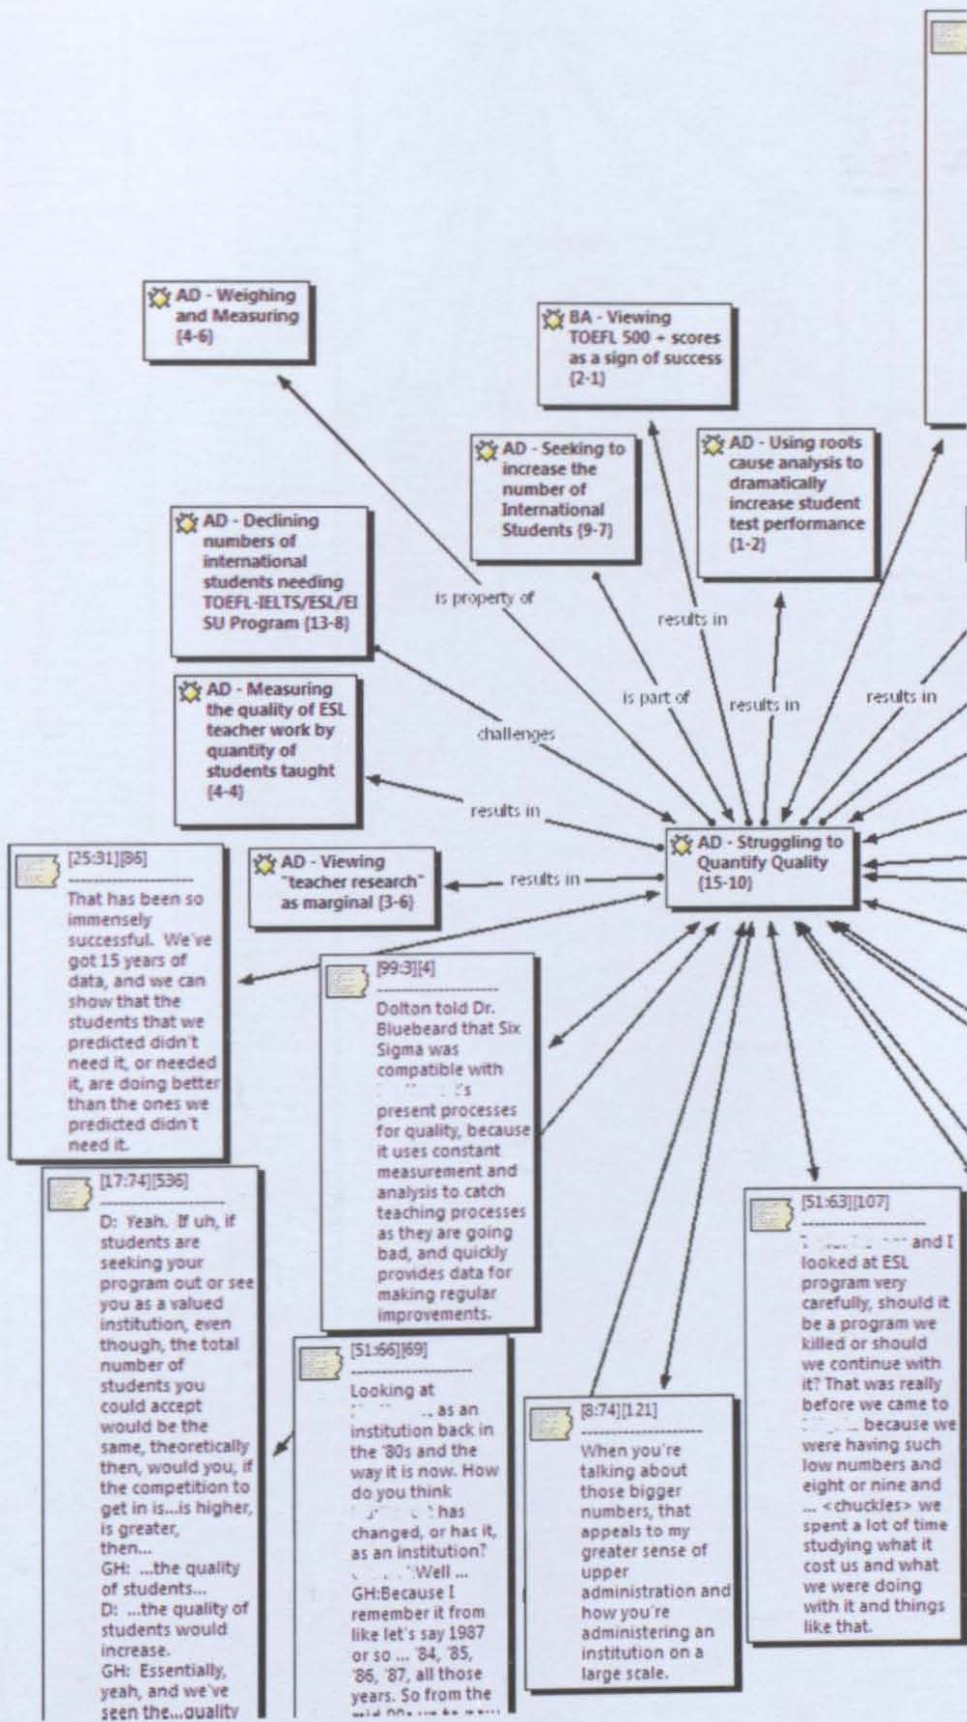 AD - Weighing
and Measuring
{4-6}
BA - Viewing
TOEFL 500 + scores
as a sign of success
{2-1}
AD - Seeking to
increase the
number of
International
Students {9-7}
AD - Using roots
cause analysis to
dramatically
increase student
test performance
{1-2}
AD - Declining
numbers of
international
students needing
TOEFL-IELTS/ESL/EI
SU Program {13-8}
is property of
results in
is part of
results in
results in
challenges
AD - Measuring
the quality of ESL
teacher work by
quantity of
students taught
{4-4}
results in
AD - Struggling to
Quantify Quality
{15-10}
AD - Viewing
"teacher research"
as marginal {3-6}
results in
[25:31][86]
--------------------
That has been so
immensely
successful. We've
got 15 years of
data, and we can
show that the
students that we
predicted didn't
need it, or needed
it, are doing better
than the ones we
predicted didn't
need it.
[99:3][4]
--------------------
Dolton told Dr.
Bluebeard that Six
Sigma was
compatible with
's
present processes
for quality, because
it uses constant
measurement and
analysis to catch
teaching processes
as they are going
bad, and quickly
provides data for
making regular
improvements.
[17:74][536]
--------------------
D: Yeah. If uh, if
students are
seeking your
program out or see
you as a valued
institution, even
though, the total
number of
students you
could accept
would be the
same, theoretically
then, would you, if
the competition to
get in is...is higher,
is greater,
then...
GH: ...the quality
of students...
D: ...the quality of
students would
increase.
GH: Essentially,
yeah, and we've
seen the...quality
[51:66][69]
--------------------
Looking at
as an
institution back in
the '80s and the
way it is now. How
do you think
has
changed, or has it,
as an institution?
:Well ...
GH:Because I
remember it from
like let's say 1987
or so ... '84, '85,
'86, '87, all those
years. So from the
[8:74][121]
--------------------
When you're
talking about
those bigger
numbers, that
appeals to my
greater sense of
upper
administration and
how you're
administering an
institution on a
large scale.
[51:63][107]
--------------------
and I
looked at ESL
program very
carefully, should it
be a program we
killed or should
we continue with
it? That was really
before we came to
because we
were having such
low numbers and
eight or nine and
... <chuckles> we
spent a lot of time
studying what it
cost us and what
we were doing
with it and things
like that.